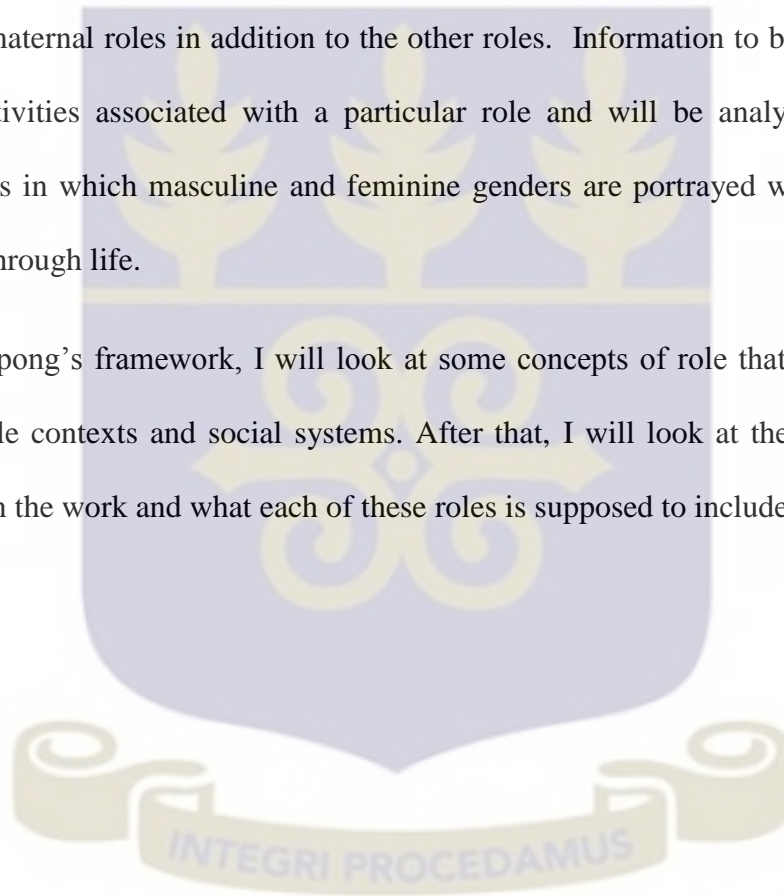 naternal roles in addition to the other roles. Information to b
tivities associated with a particular role and will be analy
s in which masculine and feminine genders are portrayed w
hrough life.
pong’s framework, I will look at some concepts of role that
le contexts and social systems. After that, I will look at the
n the work and what each of these roles is supposed to include
INTEGRI PROCEDAMUS